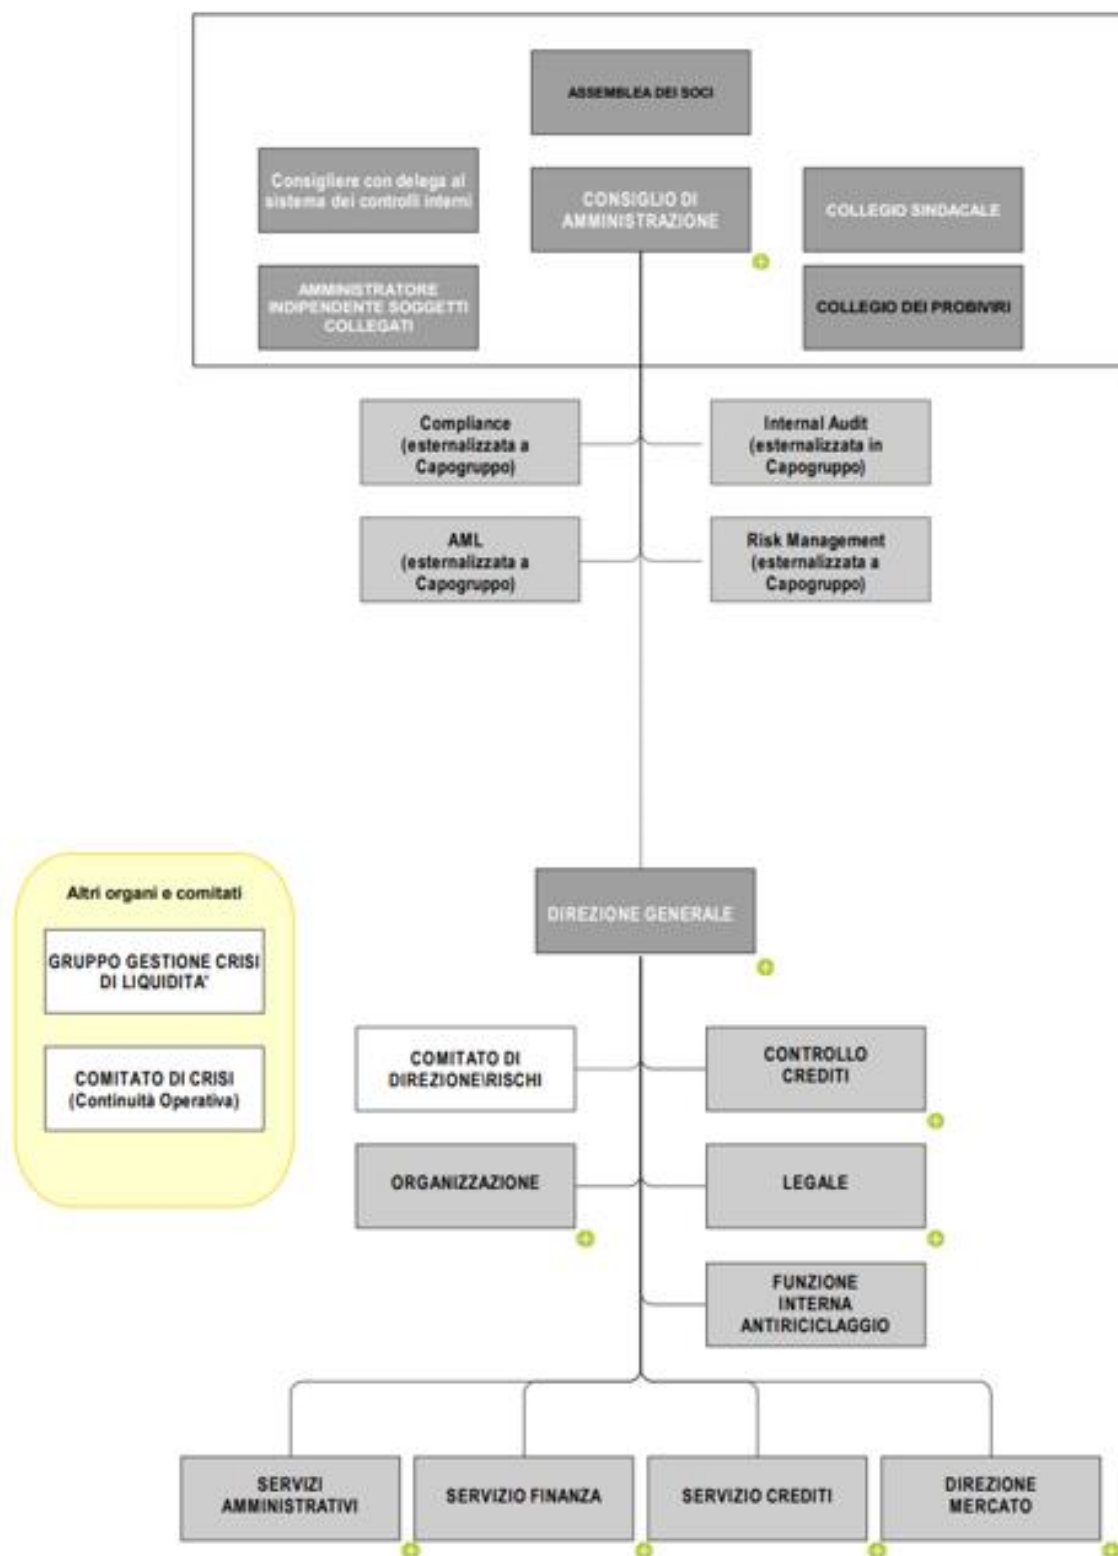 ASSEMBLEA DEI SOCI
Consigliere con delega al
sistema dei controlli interni
CONSIGLIO DI
AMMINISTRAZIONE
COLLEGIO SINDACALE
AMMINISTRATORE
INDIPENDENTE SOGGETTI
COLLEGATI
COLLEGIO DEI PROBIVIRI
Compliance
(esternalizzata a
Capogruppo)
Internal Audit
(esternalizzata in
Capogruppo)
AML
(esternalizzata a
Capogruppo)
Risk Management
(esternalizzata a
Capogruppo)
Altri organi e comitati
GRUPPO GESTIONE CRISI
DI LIQUIDITA'
COMITATO DI CRISI
(Continuità Operativa)
DIREZIONE GENERALE
COMITATO DI
DIREZIONE\RISCHI
CONTROLLO
CREDITI
ORGANIZZAZIONE
LEGALE
FUNZIONE
INTERNA
ANTIRICICLAGGIO
SERVIZI
AMMINISTRATIVI
SERVIZIO FINANZA
SERVIZIO CREDITI
DIREZIONE
MERCATO